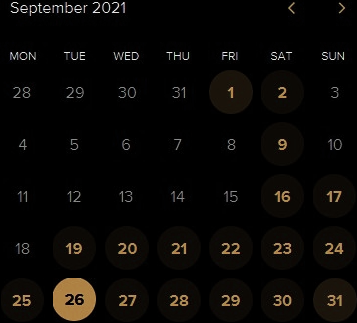 September 2021
MON TUE WED THU FRI SAT SUN
28 29 30 31 1 2 3
4 5 6 7 8 9 10
11 12 13 14 15 16 17
18 19 20 21 22 23 24
25 26 27 28 29 30 31